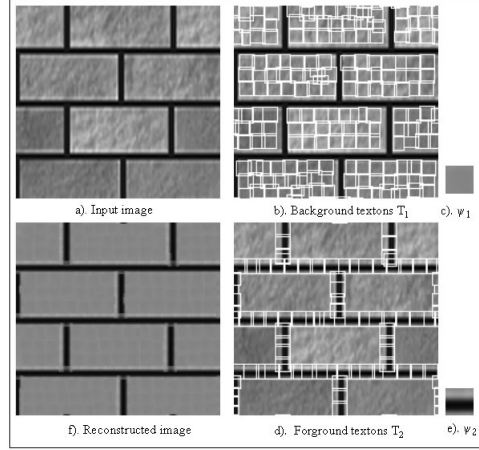 a). Input image
b). Background textons T1
c). ψ1
f). Reconstructed image
d). Forground textons T2
e). ψ2